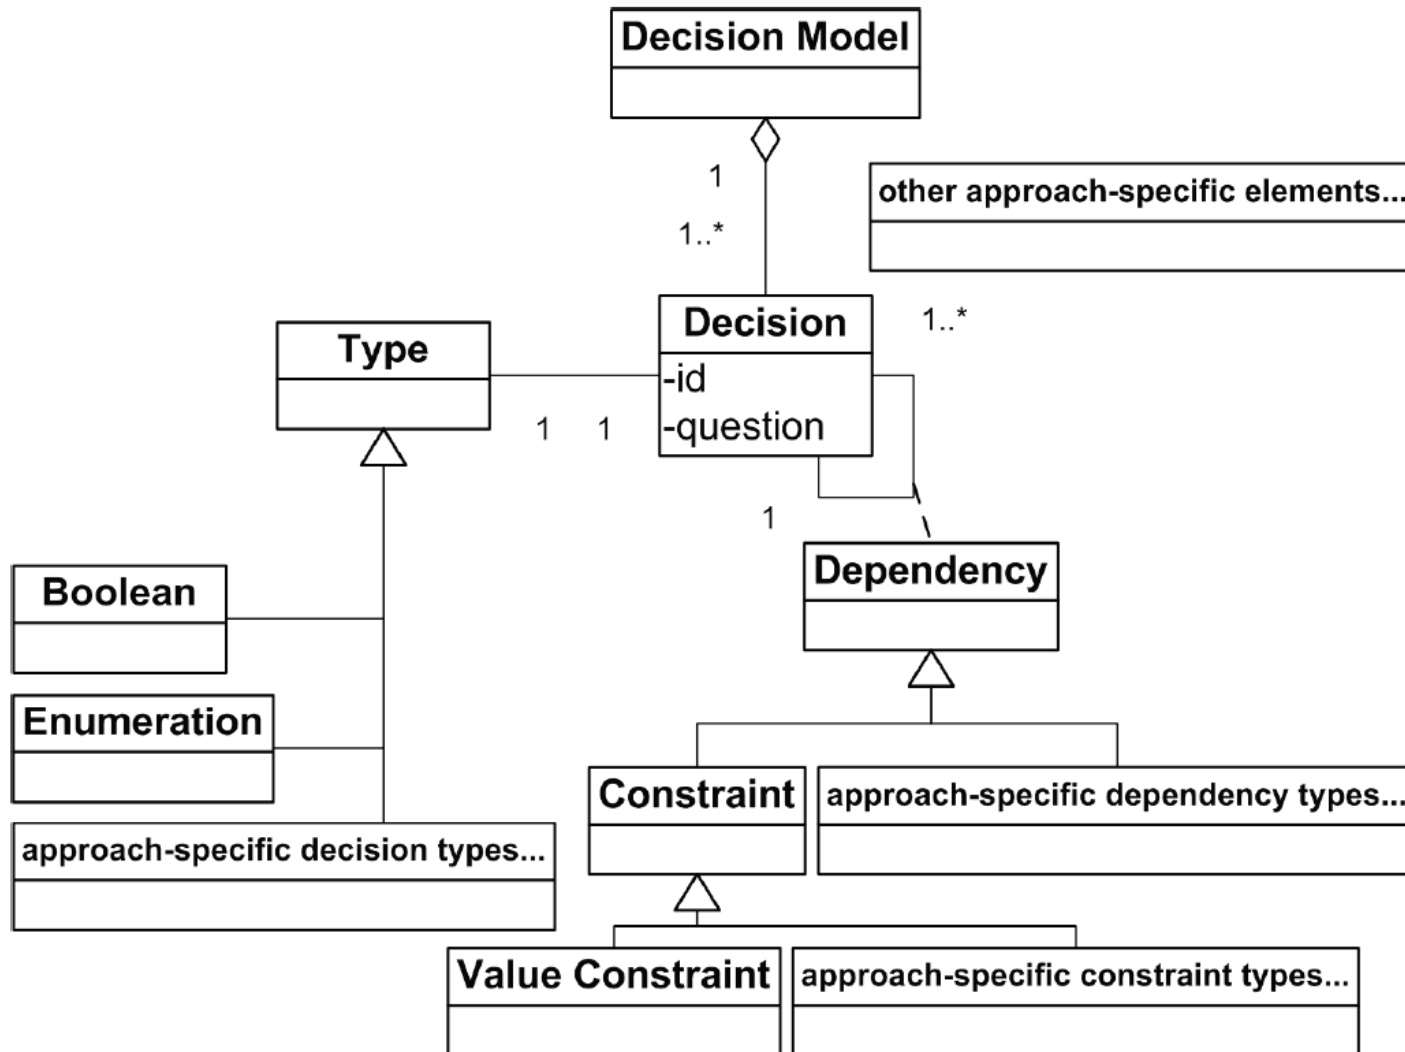 Decision Model
1
other approach-specific elements...
1..*
Decision
1..*
Type
-id
-question
1 1
1
Dependency
Boolean
Enumeration
Constraint
approach-specific dependency types...
approach-specific decision types...
Value Constraint
approach-specific constraint types...